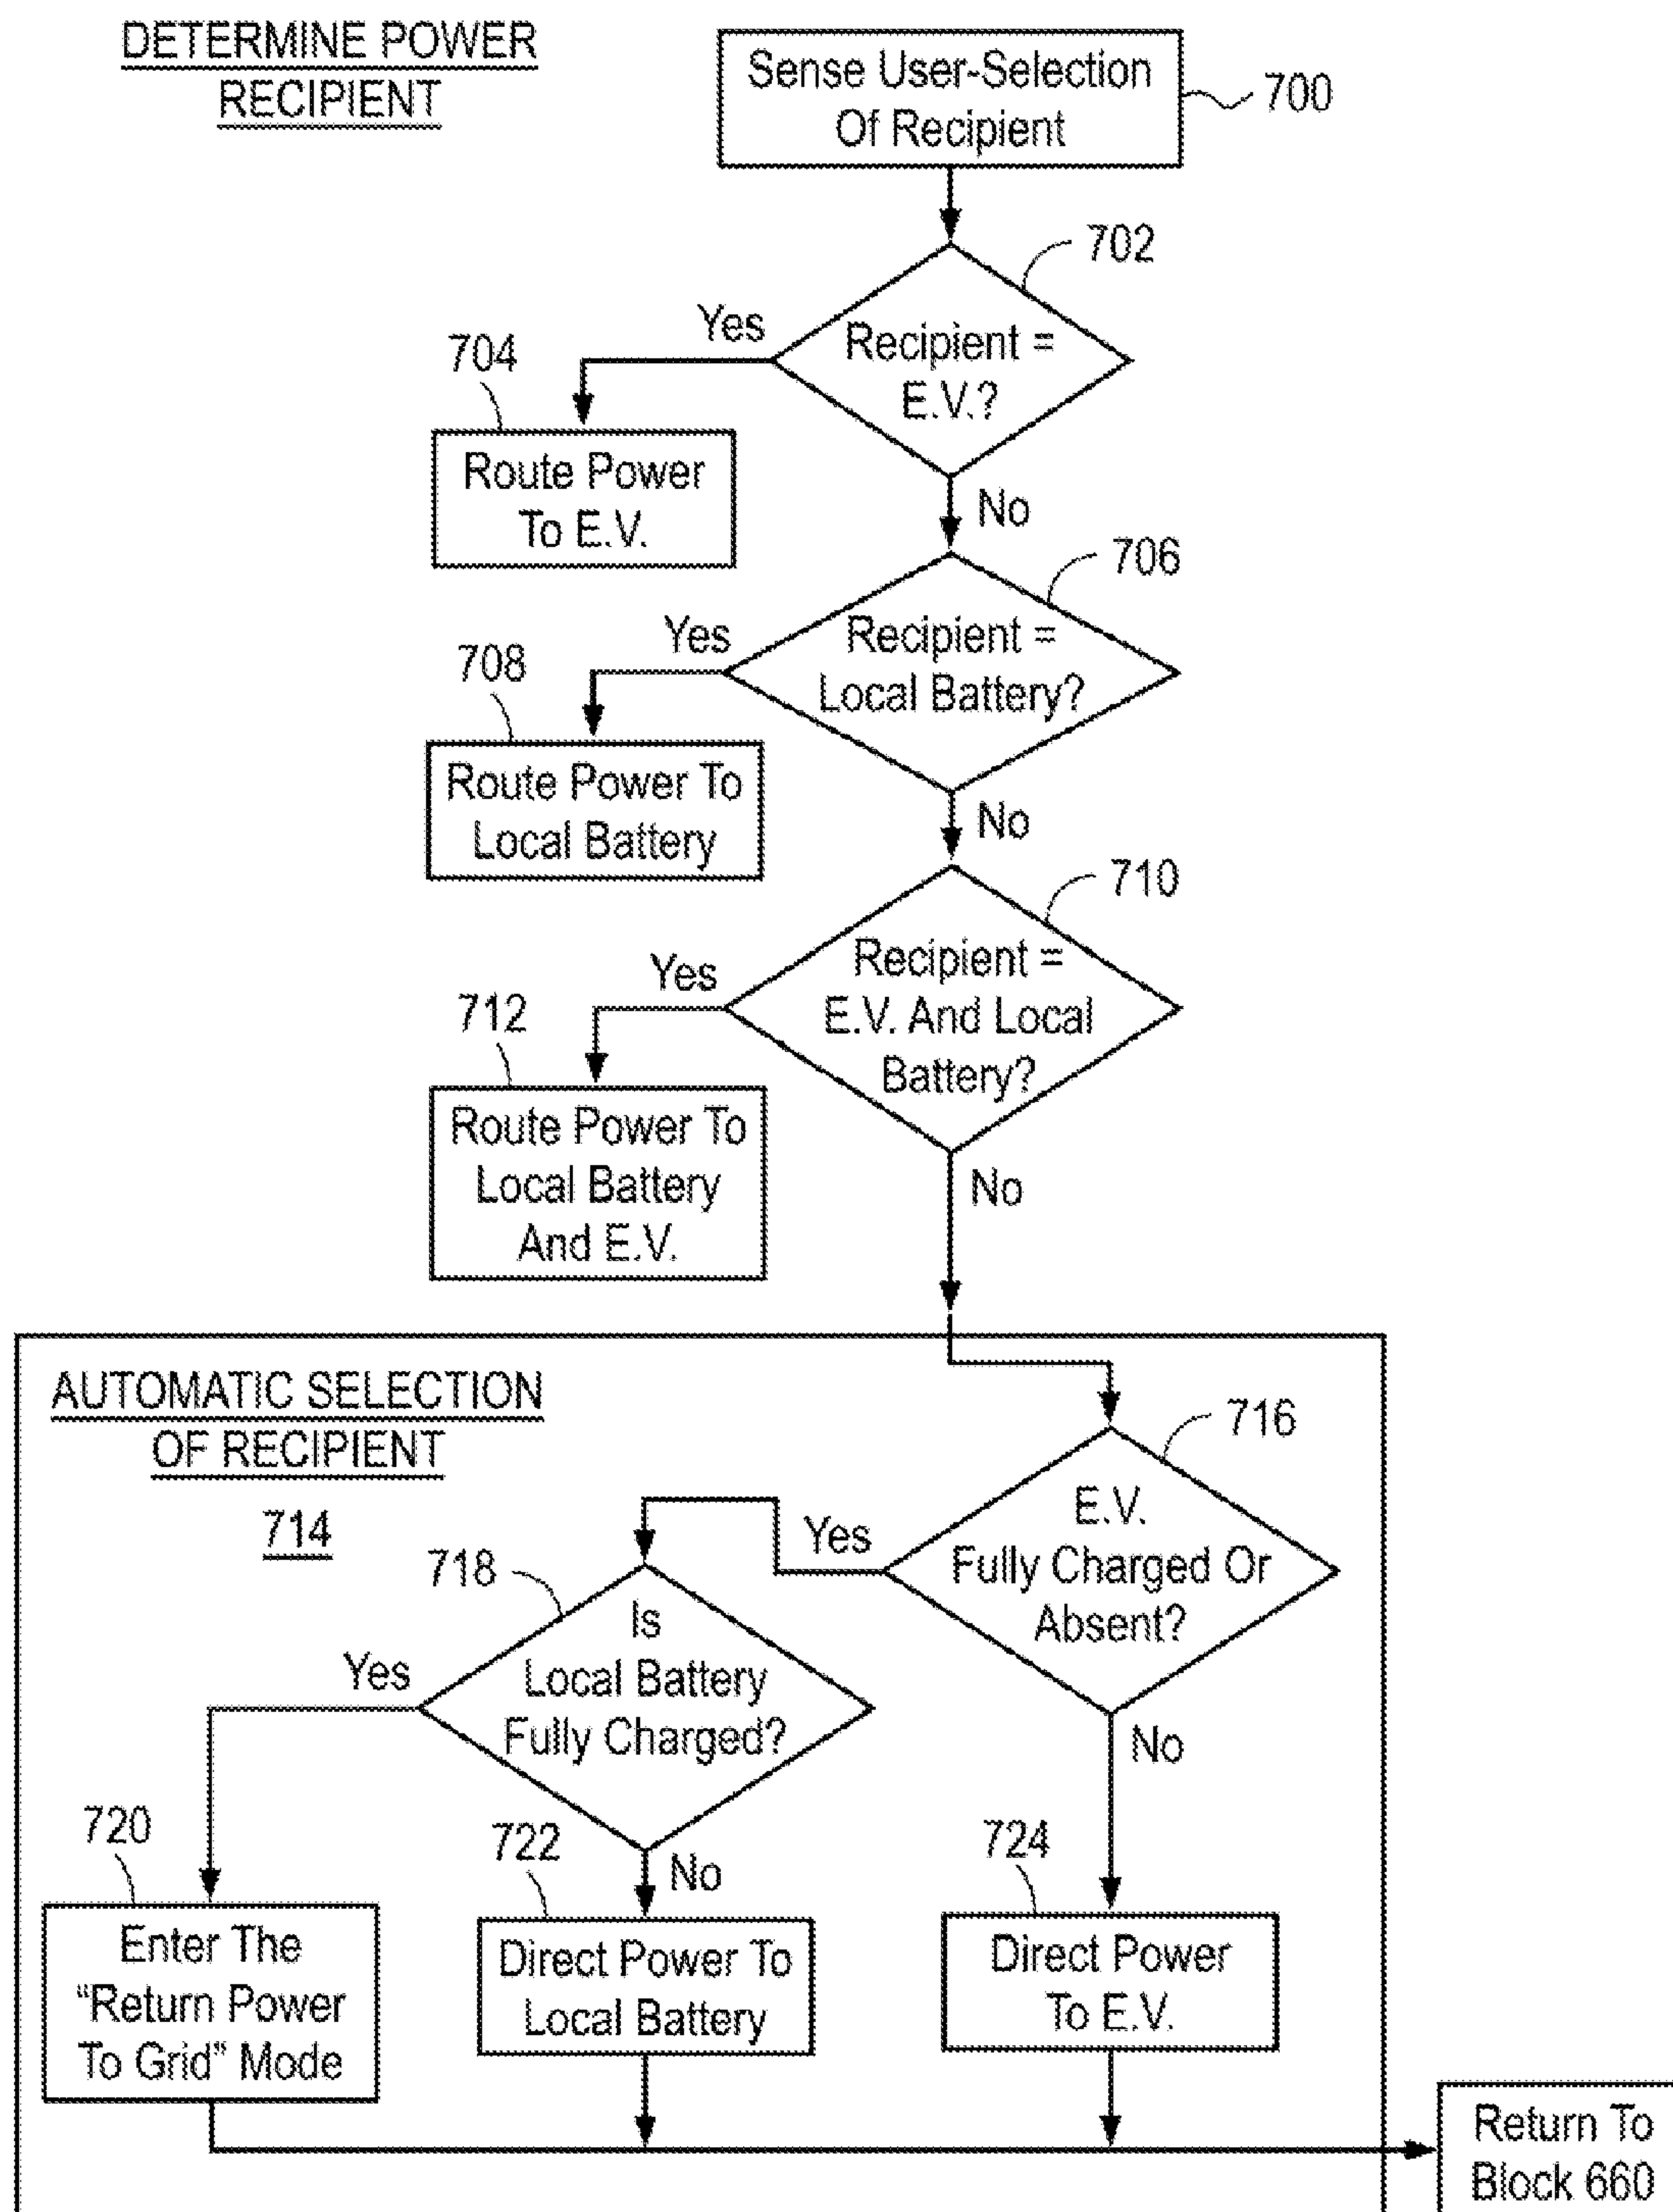 DETERMINE POWER
RECIPIENT
Sense User-Selection
Of Recipient
700
702
Recipient =
E.V.?
Yes
No
704
Route Power
To E.V.
706
Recipient =
Local Battery?
Yes
No
708
Route Power To
Local Battery
710
Recipient =
E.V. And Local
Battery?
Yes
No
712
Route Power To
Local Battery
And E.V.
AUTOMATIC SELECTION
OF RECIPIENT
714
716
E.V.
Fully Charged Or
Absent?
Yes
No
718
Is
Local Battery
Fully Charged?
Yes
No
720
Enter The
“Return Power
To Grid” Mode
722
Direct Power To
Local Battery
724
Direct Power
To E.V.
Return To
Block 660